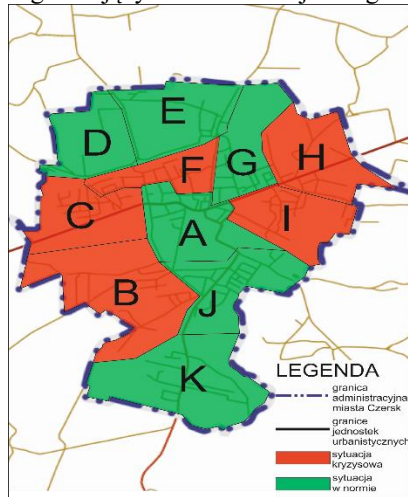 E
D
F
G
H
C
A
I
B
J
K
LEGENDA
granica
administracyjna
miasta Czersk
granice
jednostek
urbanistycznych
sytuacja
kryzysowa
sytuacja
w normie